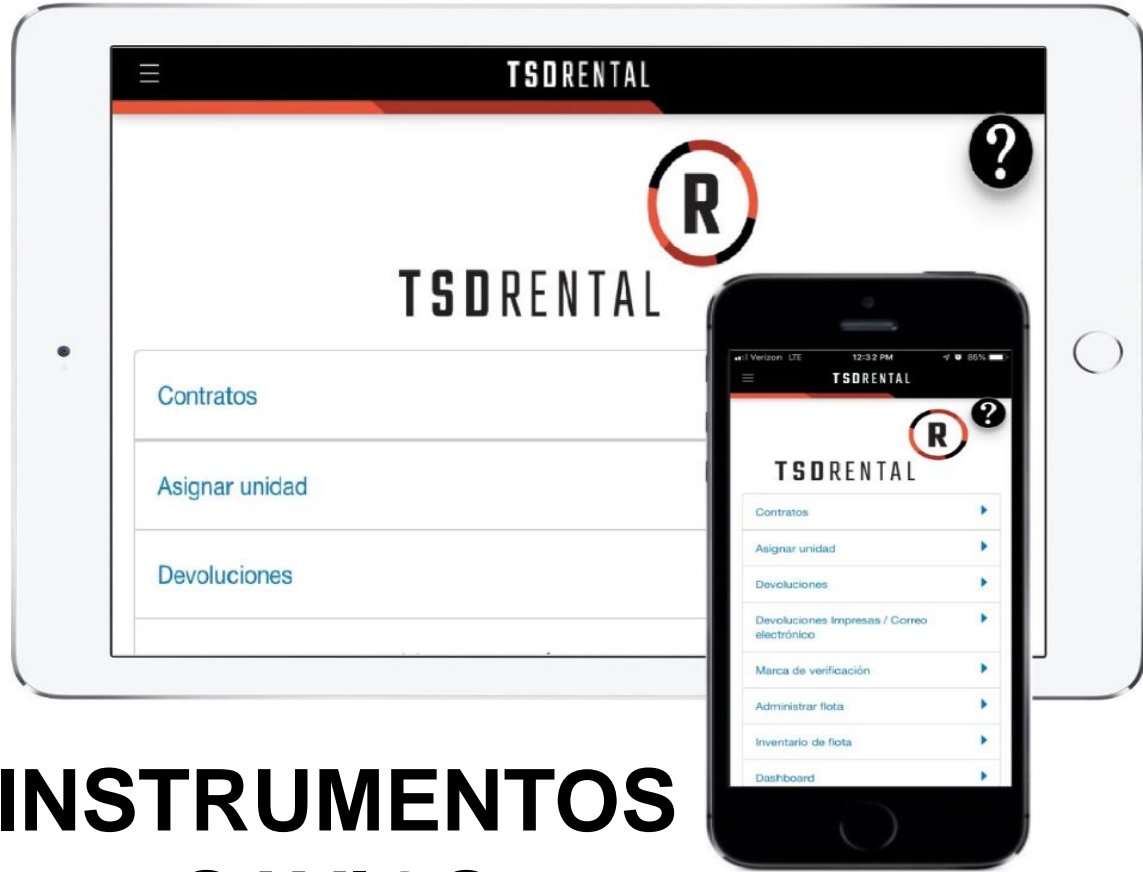 TSDRENTAL
?
R
TSDRENTAL
Contratos
Asignar unidad
Devoluciones
Verizon LTE 12:32 PM 85%
TSDRENTAL
?
R
TSDRENTAL
Contratos
Asignar unidad
Devoluciones
Devoluciones Impresas / Correo
electrónico
Marca de verificación
Administrar flota
Inventario de flota
Dashboard
INSTRUMENTOS